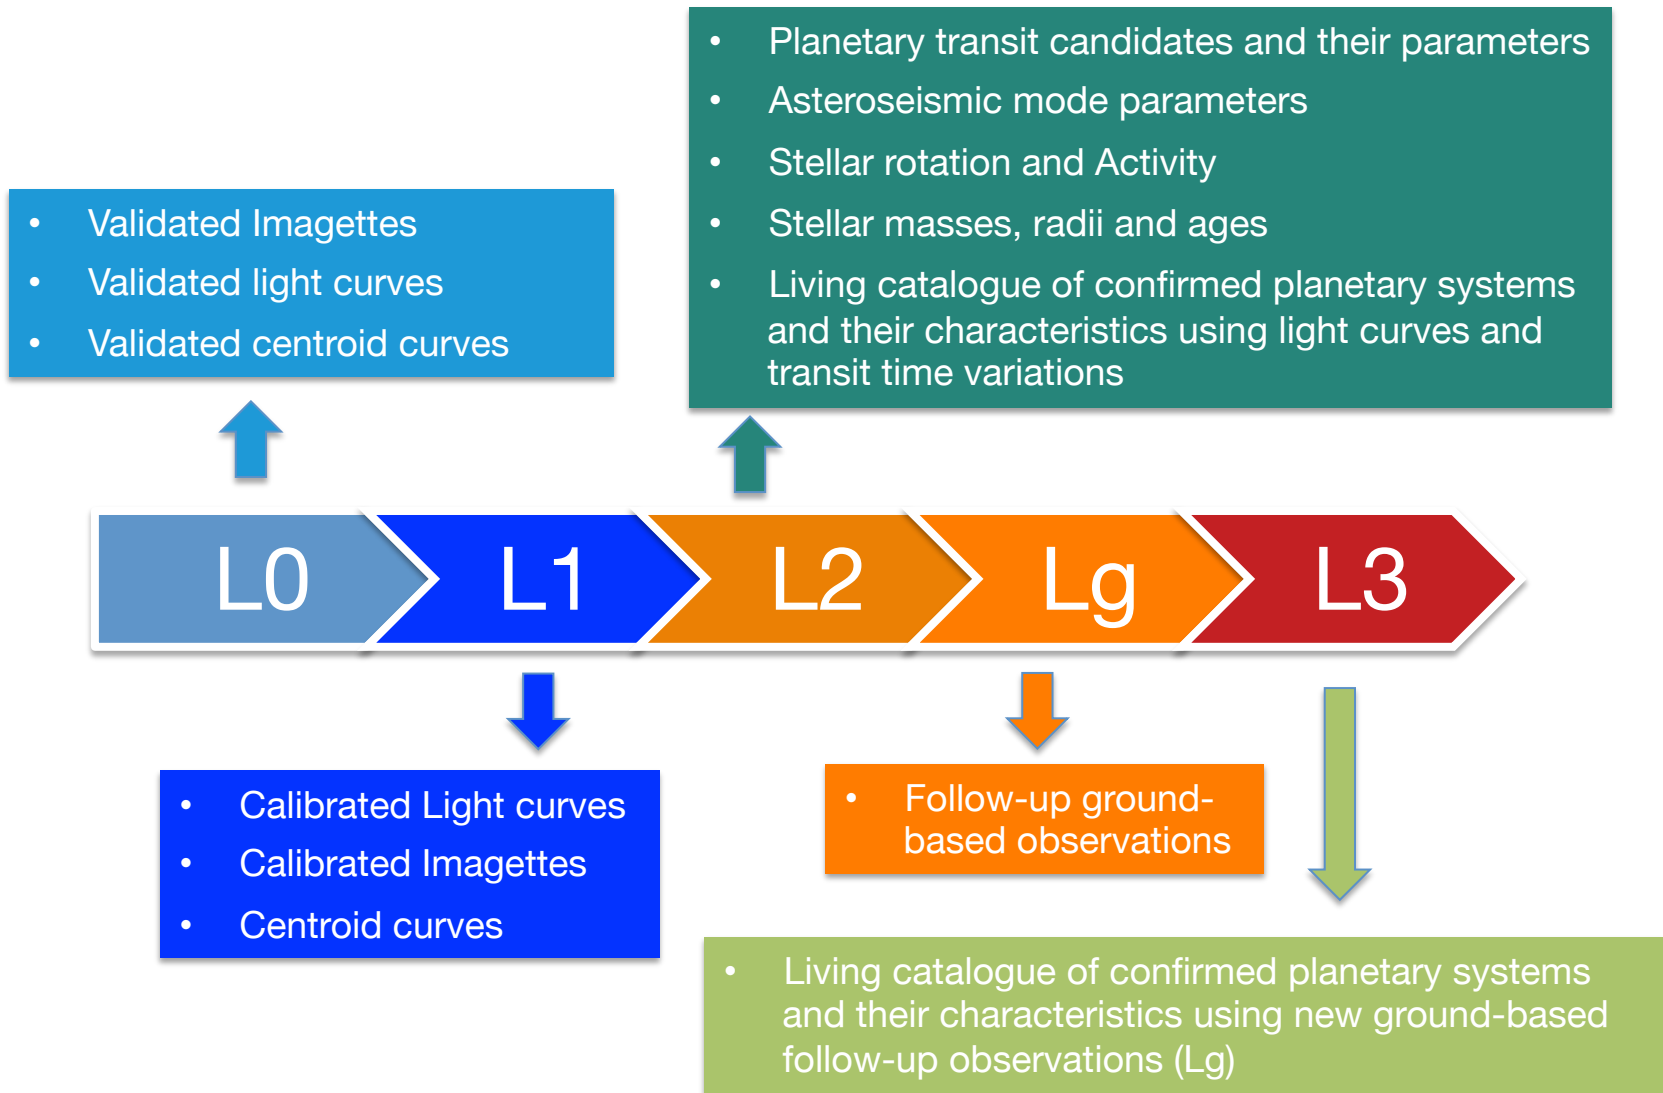 • Planetary transit candidates and their parameters
• Asteroseismic mode parameters
• Stellar rotation and Activity
• Stellar masses, radii and ages
• Living catalogue of confirmed planetary systems
and their characteristics using light curves and
transit time variations
• Validated Imagettes
• Validated light curves
• Validated centroid curves
L0
L1
L2
Lg
L3
• Calibrated Light curves
• Calibrated Imagettes
• Centroid curves
• Follow-up ground-
based observations
• Living catalogue of confirmed planetary systems
and their characteristics using new ground-based
follow-up observations (Lg)